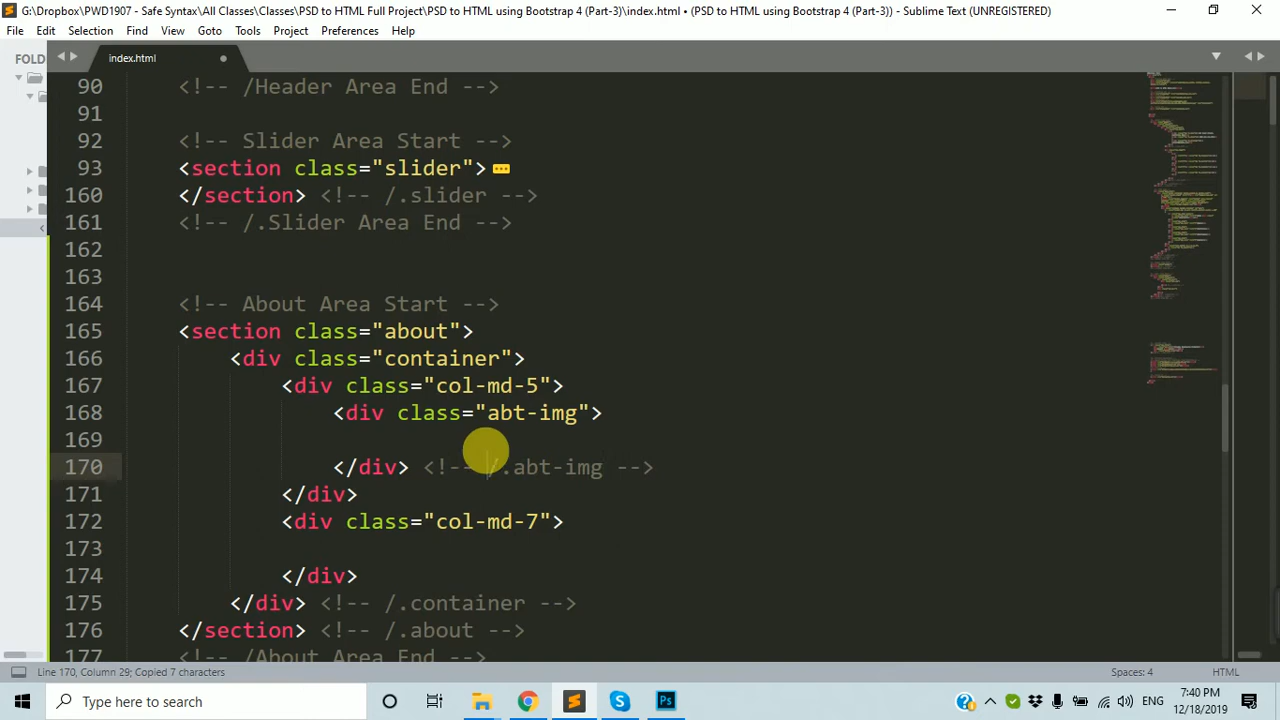 G:\Dropbox\PWD1907 - Safe Syntax\All Classes\Classes\PSD to HTML Full Project\PSD to HTML using Bootstrap 4 (Part-3)\index.html • (PSD to HTML using Bootstrap 4 (Part-3)) - Sublime Text (UNREGISTERED)
File Edit Selection Find View Goto Tools Project Preferences Help
FOLD
index.html
90 <!-- /Header Area End -->
91
92 <!-- Slider Area Start -->
93 <section class="slider">
160 </section> <!-- /.slider -->
161 <!-- /.Slider Area End -->
162
163
164 <!-- About Area Start -->
165 <section class="about">
166 <div class="container">
167 <div class="col-md-5">
168 <div class="abt-img">
169
170 </div> <!-- /.abt-img -->
171 </div>
172 <div class="col-md-7">
173
174 </div>
175 </div> <!-- /.container -->
176 </section> <!-- /.about -->
177 <!-- /About Area End -->
Line 170, Column 29; Copied 7 characters
Spaces: 4
HTML
Type here to search
ENG
7:40 PM
12/18/2019